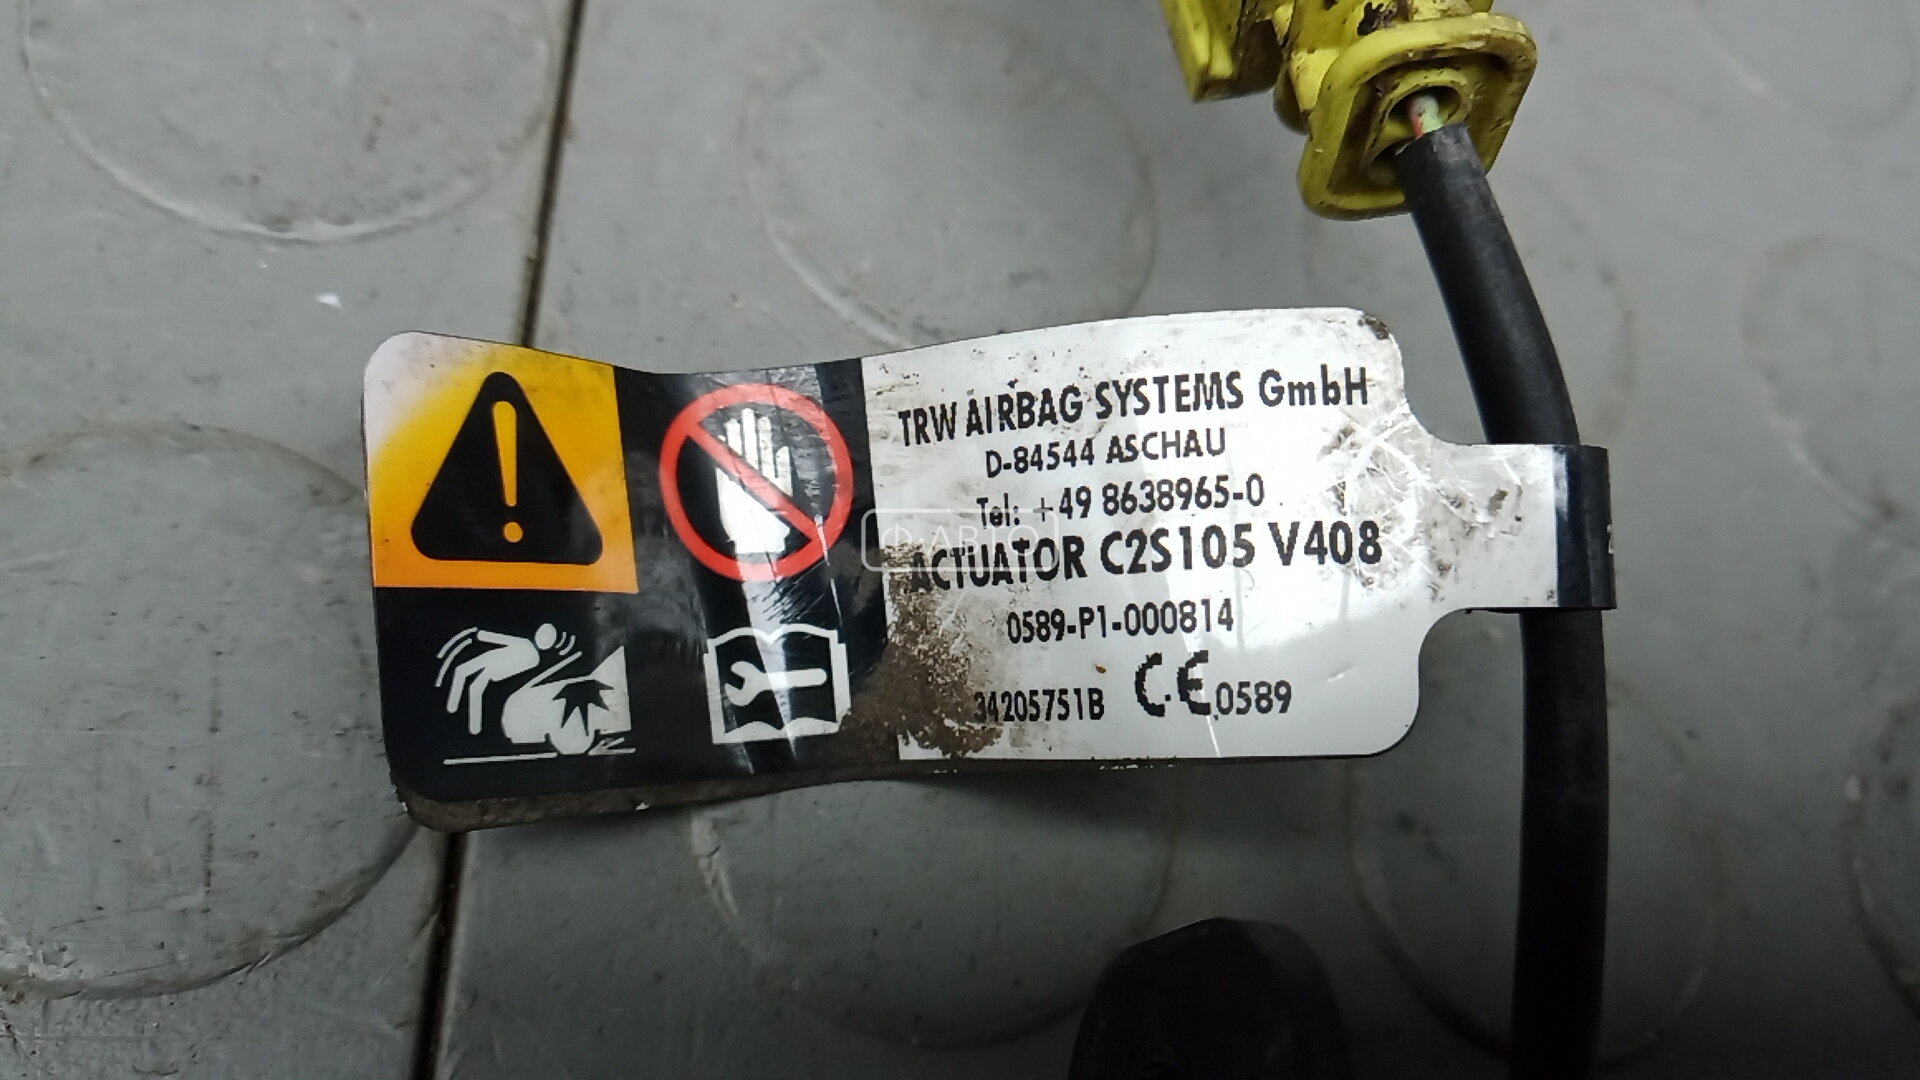 TRW AIRBAG SYSTEMS GmbH
D-84544 ASCHAU
Tel: +49 8638965-0
Ф-АВТО
ACTUATOR C2S105 V408
0589-P1-000814
34205751B CE 0589